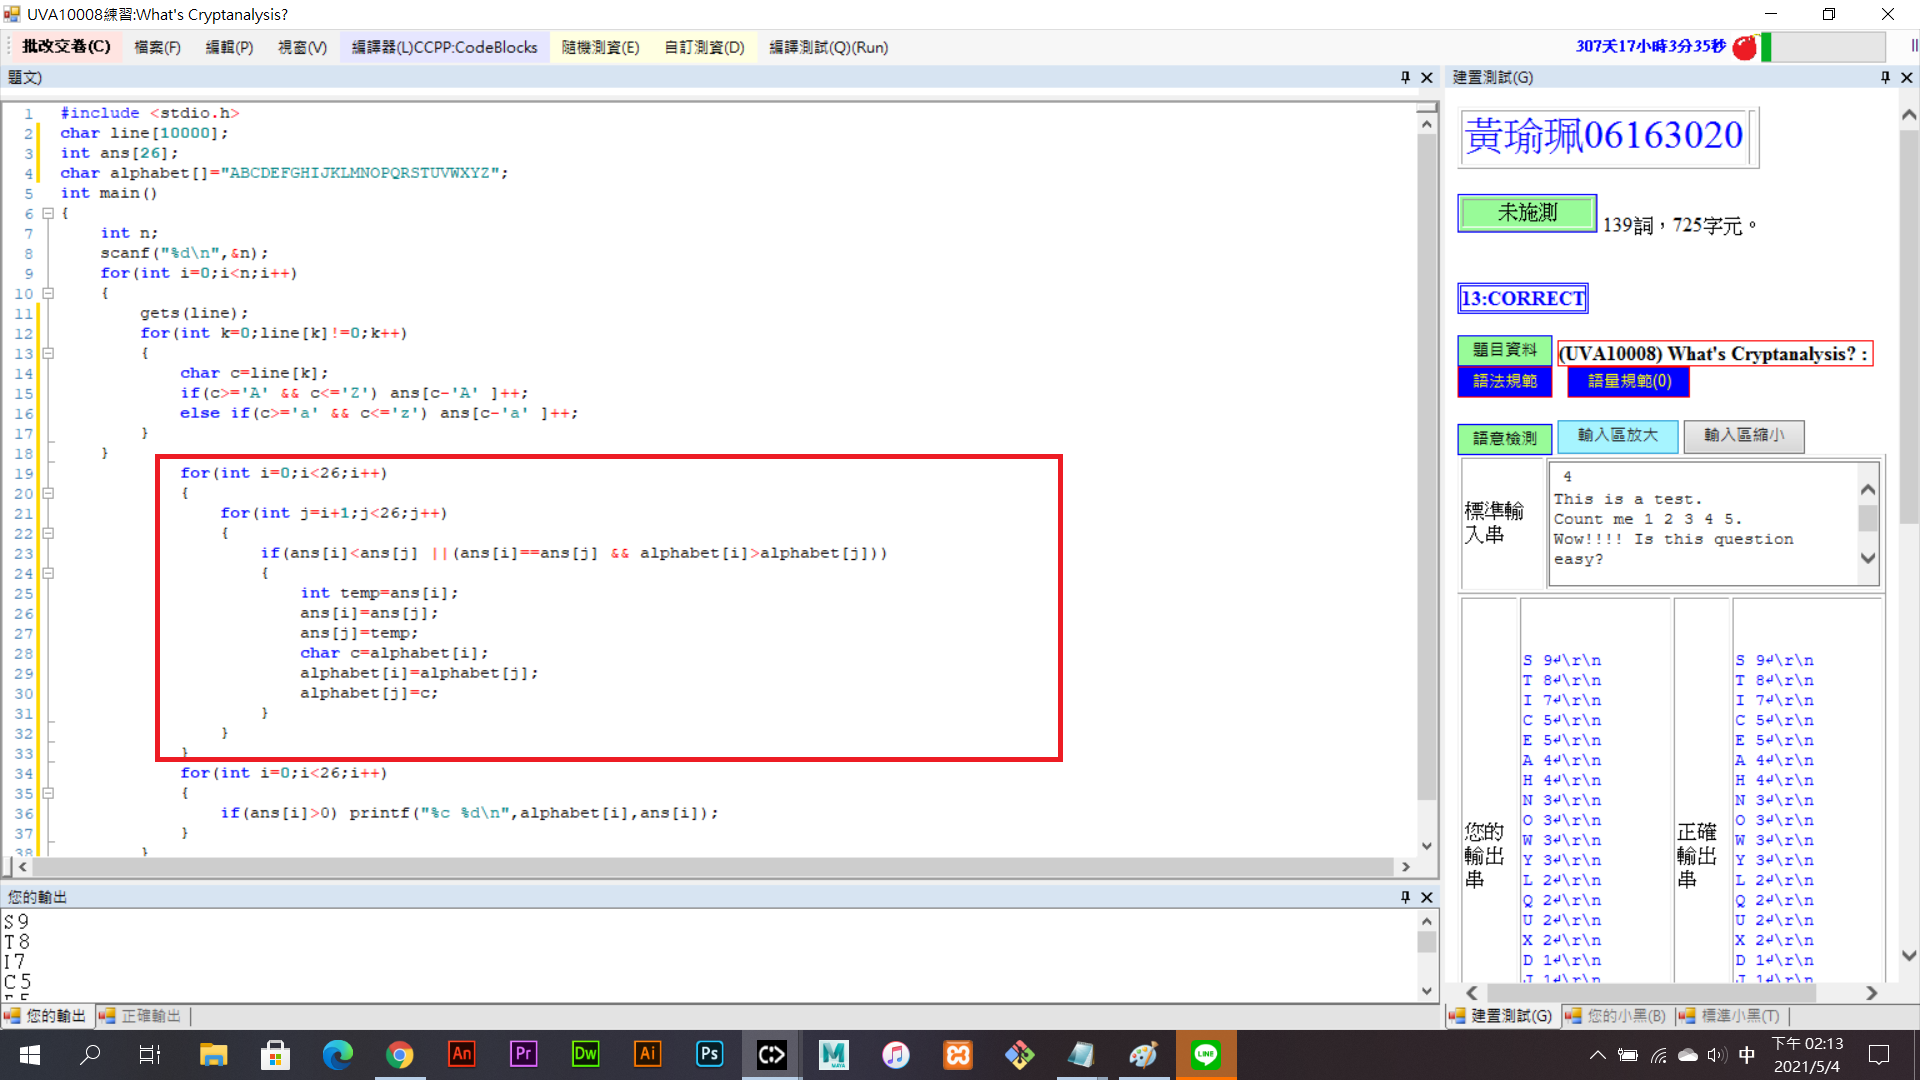 UVA10008練習:What's Cryptanalysis?
批改交卷(C) 檔案(F) 編輯(P) 視窗(V) 編譯器(L)CCPP:CodeBlocks 隨機測資(E) 自訂測資(D) 編譯測試(Q)(Run) 307天17小時3分35秒
題文)
1 #include <stdio.h>
2 char line[10000];
3 int ans[26];
4 char alphabet[]="ABCDEFGHIJKLMNOPQRSTUVWXYZ";
5 int main()
6 {
7 int n;
8 scanf("%d\n",&n);
9 for(int i=0;i<n;i++)
10 {
11 gets(line);
12 for(int k=0;line[k]!=0;k++)
13 {
14 char c=line[k];
15 if(c>='A' && c<='Z') ans[c-'A' ]++;
16 else if(c>='a' && c<='z') ans[c-'a' ]++;
17 }
18 }
19 for(int i=0;i<26;i++)
20 {
21 for(int j=i+1;j<26;j++)
22 {
23 if(ans[i]<ans[j] ||(ans[i]==ans[j] && alphabet[i]>alphabet[j]))
24 {
25 int temp=ans[i];
26 ans[i]=ans[j];
27 ans[j]=temp;
28 char c=alphabet[i];
29 alphabet[i]=alphabet[j];
30 alphabet[j]=c;
31 }
32 }
33 }
34 for(int i=0;i<26;i++)
35 {
36 if(ans[i]>0) printf("%c %d\n",alphabet[i],ans[i]);
37 }
38 }
您的輸出
S 9
T 8
I 7
C 5
E 5
您的輸出 正確輸出
建置測試(G)
黃瑜珮06163020
未施測 139詞，725字元。
13:CORRECT
題目資料 (UVA10008) What's Cryptanalysis? :
語法規範 語量規範(0)
語意檢測 輸入區放大 輸入區縮小
標準輸入串
4
This is a test.
Count me 1 2 3 4 5.
Wow!!!! Is this question
easy?
您的輸出串
S 9↲\r\n
T 8↲\r\n
I 7↲\r\n
C 5↲\r\n
E 5↲\r\n
A 4↲\r\n
H 4↲\r\n
N 3↲\r\n
O 3↲\r\n
W 3↲\r\n
Y 3↲\r\n
L 2↲\r\n
Q 2↲\r\n
U 2↲\r\n
X 2↲\r\n
D 1↲\r\n
J 1↲\r\n
正確輸出串
S 9↲\r\n
T 8↲\r\n
I 7↲\r\n
C 5↲\r\n
E 5↲\r\n
A 4↲\r\n
H 4↲\r\n
N 3↲\r\n
O 3↲\r\n
W 3↲\r\n
Y 3↲\r\n
L 2↲\r\n
Q 2↲\r\n
U 2↲\r\n
X 2↲\r\n
D 1↲\r\n
J 1↲\r\n
建置測試(G) 您的小黑(B) 標準小黑(T)
An Pr Dw Ai Ps M MAYA LINE 中 下午 02:13
2021/5/4